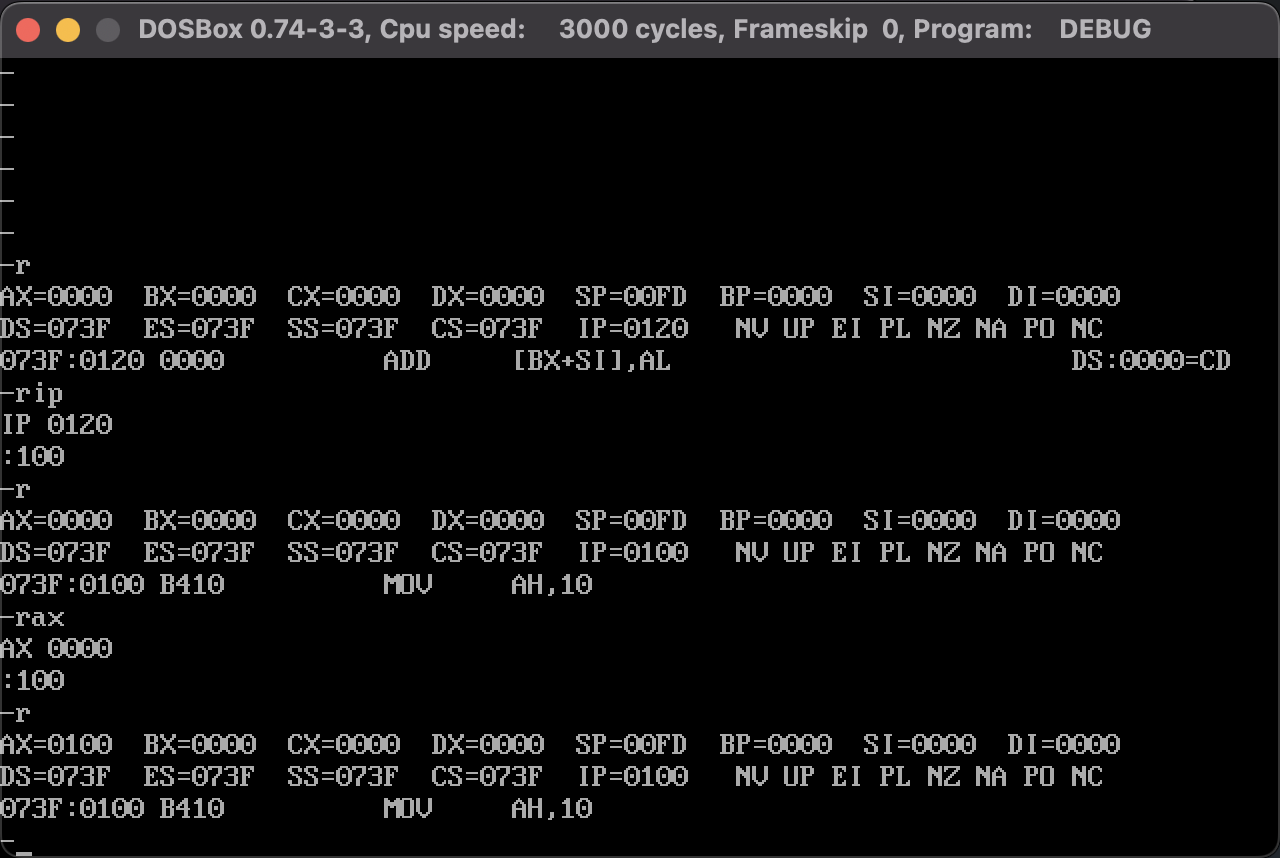 DOSBox 0.74-3-3, Cpu speed: 3000 cycles, Frameskip 0, Program: DEBUG
-
-
-
-
-
-
-r
AX=0000 BX=0000 CX=0000 DX=0000 SP=00FD BP=0000 SI=0000 DI=0000
DS=073F ES=073F SS=073F CS=073F IP=0120 NV UP EI PL NZ NA PO NC
073F:0120 0000 ADD [BX+SI],AL DS:0000=CD
-rip
IP 0120
:100
-r
AX=0000 BX=0000 CX=0000 DX=0000 SP=00FD BP=0000 SI=0000 DI=0000
DS=073F ES=073F SS=073F CS=073F IP=0100 NV UP EI PL NZ NA PO NC
073F:0100 B410 MOV AH,10
-rax
AX 0000
:100
-r
AX=0100 BX=0000 CX=0000 DX=0000 SP=00FD BP=0000 SI=0000 DI=0000
DS=073F ES=073F SS=073F CS=073F IP=0100 NV UP EI PL NZ NA PO NC
073F:0100 B410 MOV AH,10
-_